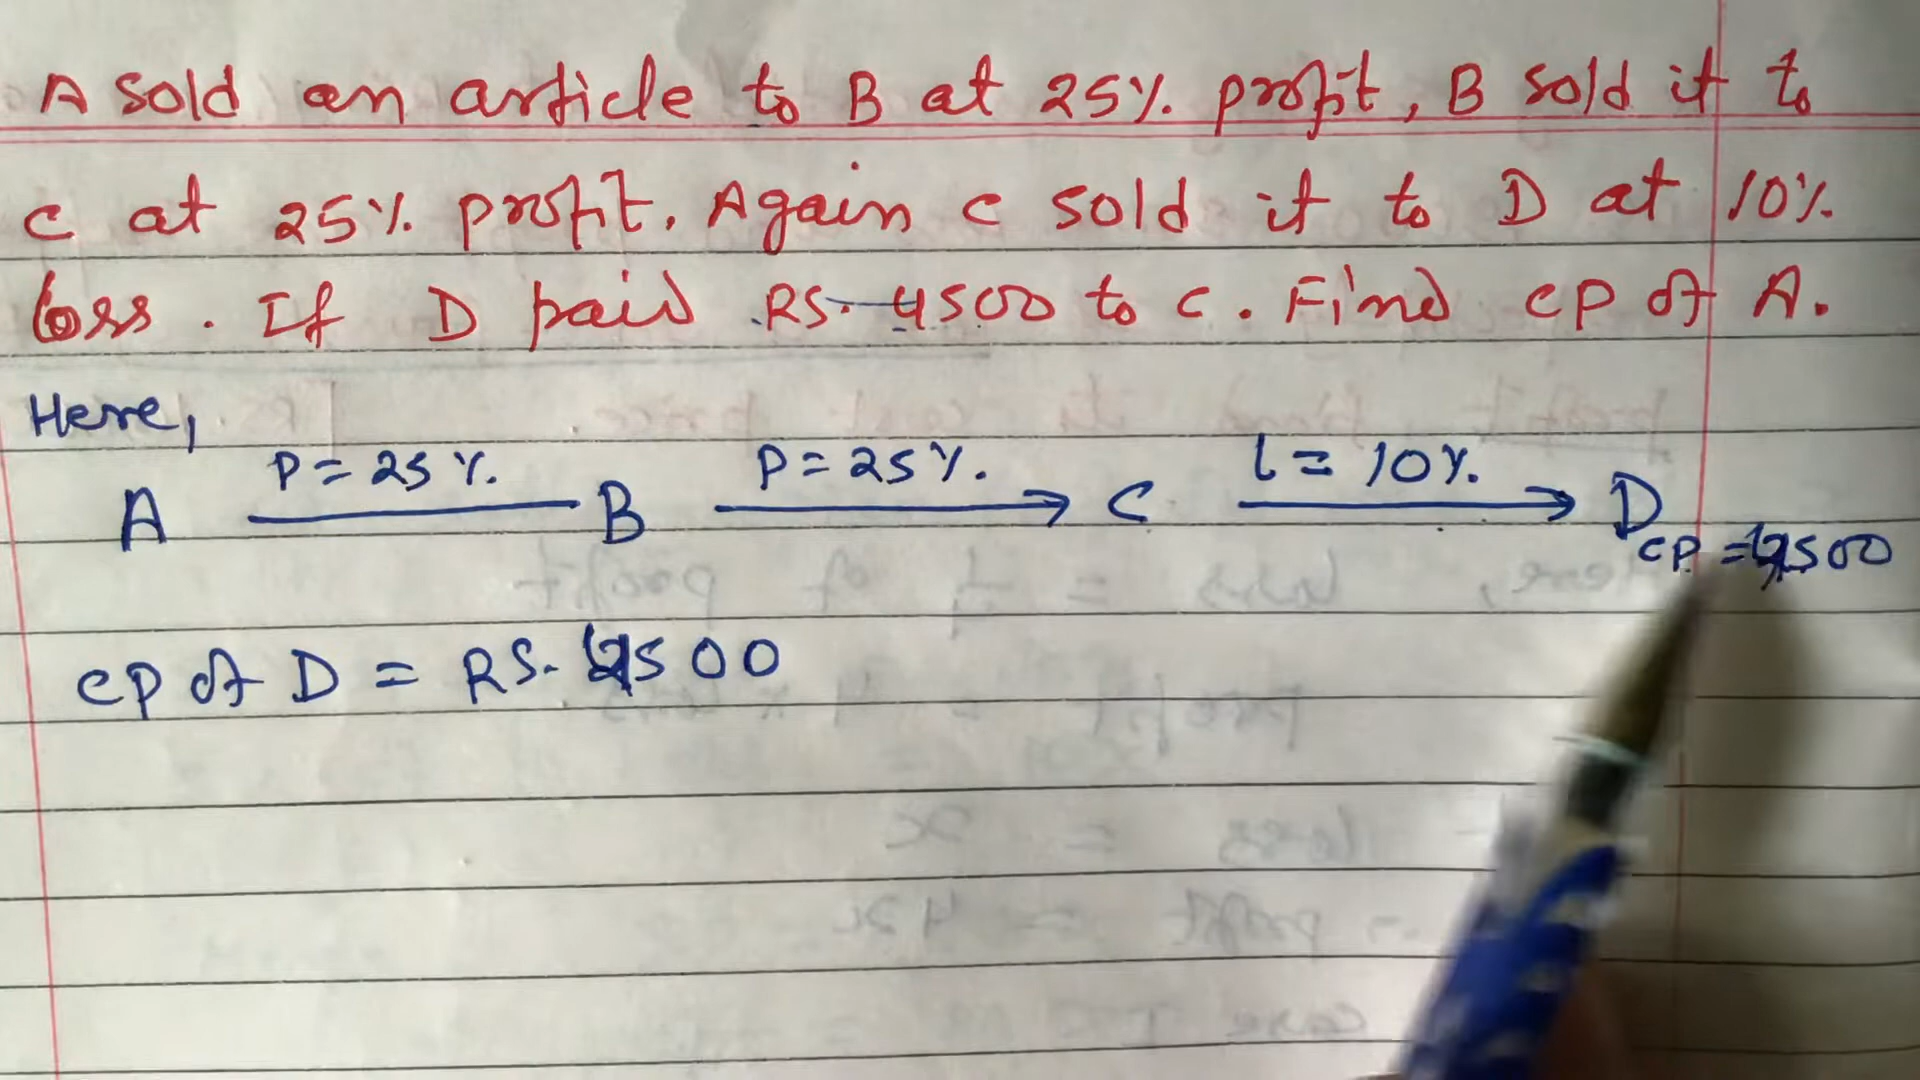 A sold an article to B at 25% profit, B sold it to
C at 25% profit. Again C sold it to D at 10%
loss. If D paid RS. 4500 to C. Find CP of A.
Here,
P = 25% P = 25% l = 10%
A B C D
CP = 4500
CP of D = RS. 4500